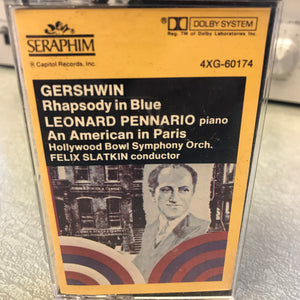 SERAPHIM
® Capitol Records, Inc.
DOLBY SYSTEM
Reg. TM of Dolby Laboratories Inc.
4XG-60174
GERSHWIN
Rhapsody in Blue
LEONARD PENNARIO piano
An American in Paris
Hollywood Bowl Symphony Orch.
FELIX SLATKIN conductor